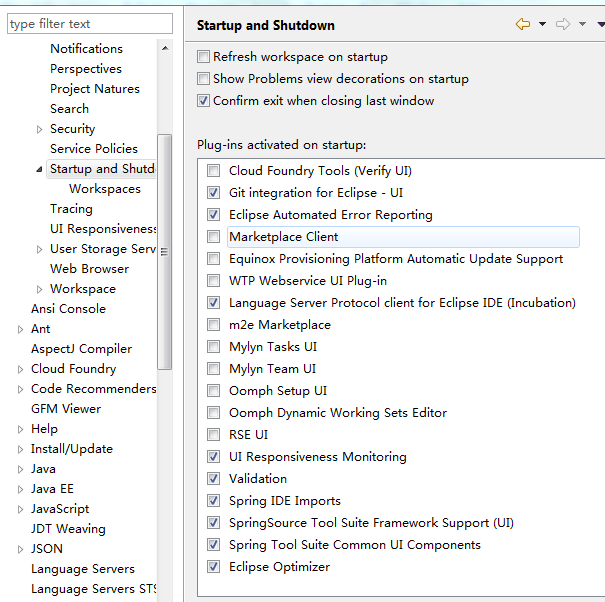 type filter text
Notifications
Perspectives
Project Natures
Search
Security
Service Policies
Startup and Shutd
Workspaces
Tracing
UI Responsiveness
User Storage Serv
Web Browser
Workspace
Ansi Console
Ant
AspectJ Compiler
Cloud Foundry
Code Recommenders
GFM Viewer
Help
Install/Update
Java
Java EE
JavaScript
JDT Weaving
JSON
Language Servers
Language Servers STS
Startup and Shutdown
Refresh workspace on startup
Show Problems view decorations on startup
Confirm exit when closing last window
Plug-ins activated on startup:
Cloud Foundry Tools (Verify UI)
Git integration for Eclipse - UI
Eclipse Automated Error Reporting
Marketplace Client
Equinox Provisioning Platform Automatic Update Support
WTP Webservice UI Plug-in
Language Server Protocol client for Eclipse IDE (Incubation)
m2e Marketplace
Mylyn Tasks UI
Mylyn Team UI
Oomph Setup UI
Oomph Dynamic Working Sets Editor
RSE UI
UI Responsiveness Monitoring
Validation
Spring IDE Imports
SpringSource Tool Suite Framework Support (UI)
Spring Tool Suite Common UI Components
Eclipse Optimizer